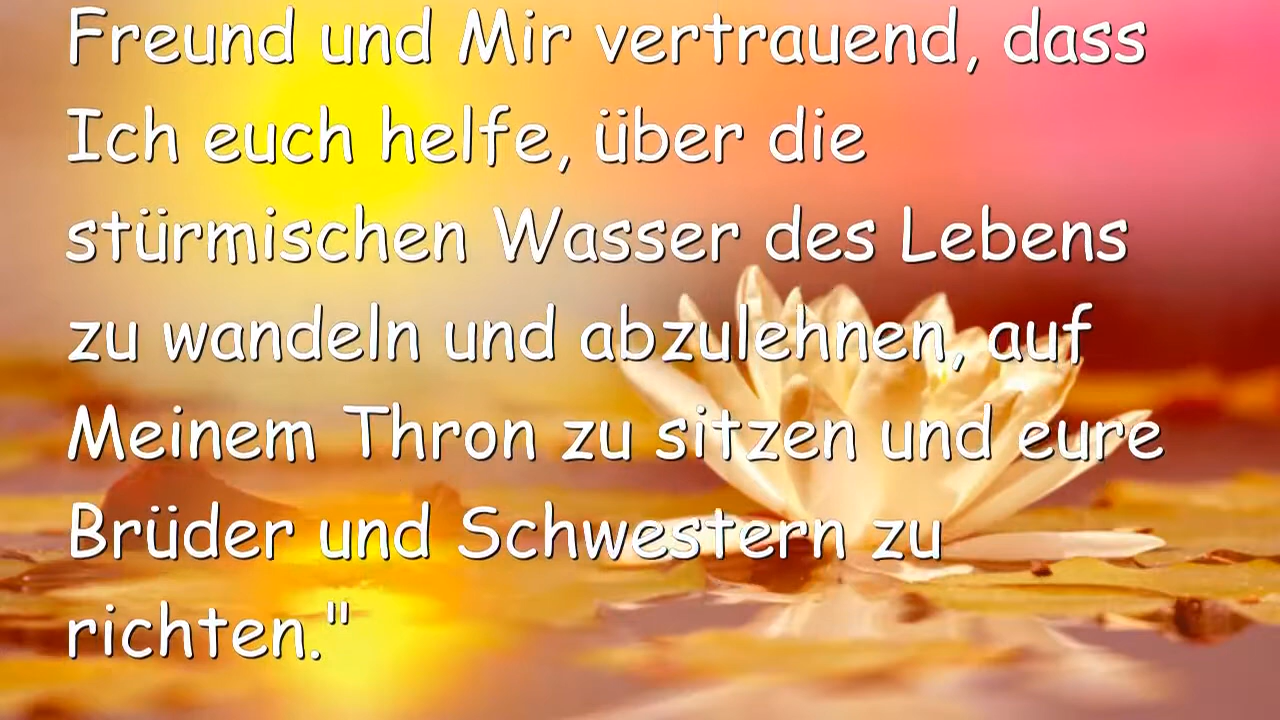 Freund und Mir vertrauend, dass
Ich euch helfe, über die
stürmischen Wasser des Lebens
zu wandeln und abzulehnen, auf
Meinem Thron zu sitzen und eure
Brüder und Schwestern zu
richten."